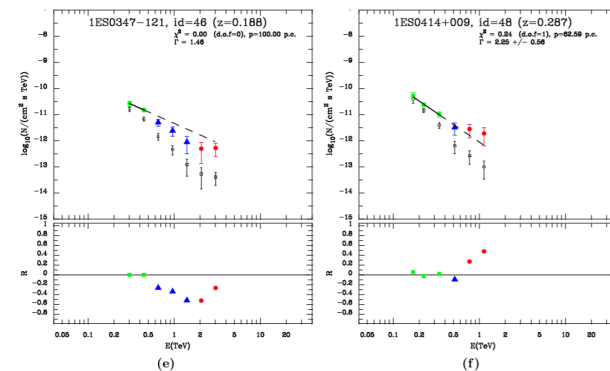 1ES0347-121, id=46 (z=0.188)
χ² = 0.00 (d.o.f=0), p=100.00 p.c.
Γ = 1.46
log₁₀(N/(cm² s TeV))
-8
-9
-10
-11
-12
-13
-14
-15
R
1
0.8
0.6
0.4
0.2
0
-0.2
-0.4
-0.6
-0.8
0.05 0.1 0.2 0.5 1 2 5 10 20
E(TeV)
(e)
1ES0414+009, id=48 (z=0.287)
χ² = 0.24 (d.o.f=1), p=62.59 p.c.
Γ = 2.25 +/- 0.56
log₁₀(N/(cm² s TeV))
-8
-9
-10
-11
-12
-13
-14
-15
R
1
0.8
0.6
0.4
0.2
0
-0.2
-0.4
-0.6
-0.8
0.05 0.1 0.2 0.5 1 2 5 10 20
E(TeV)
(f)